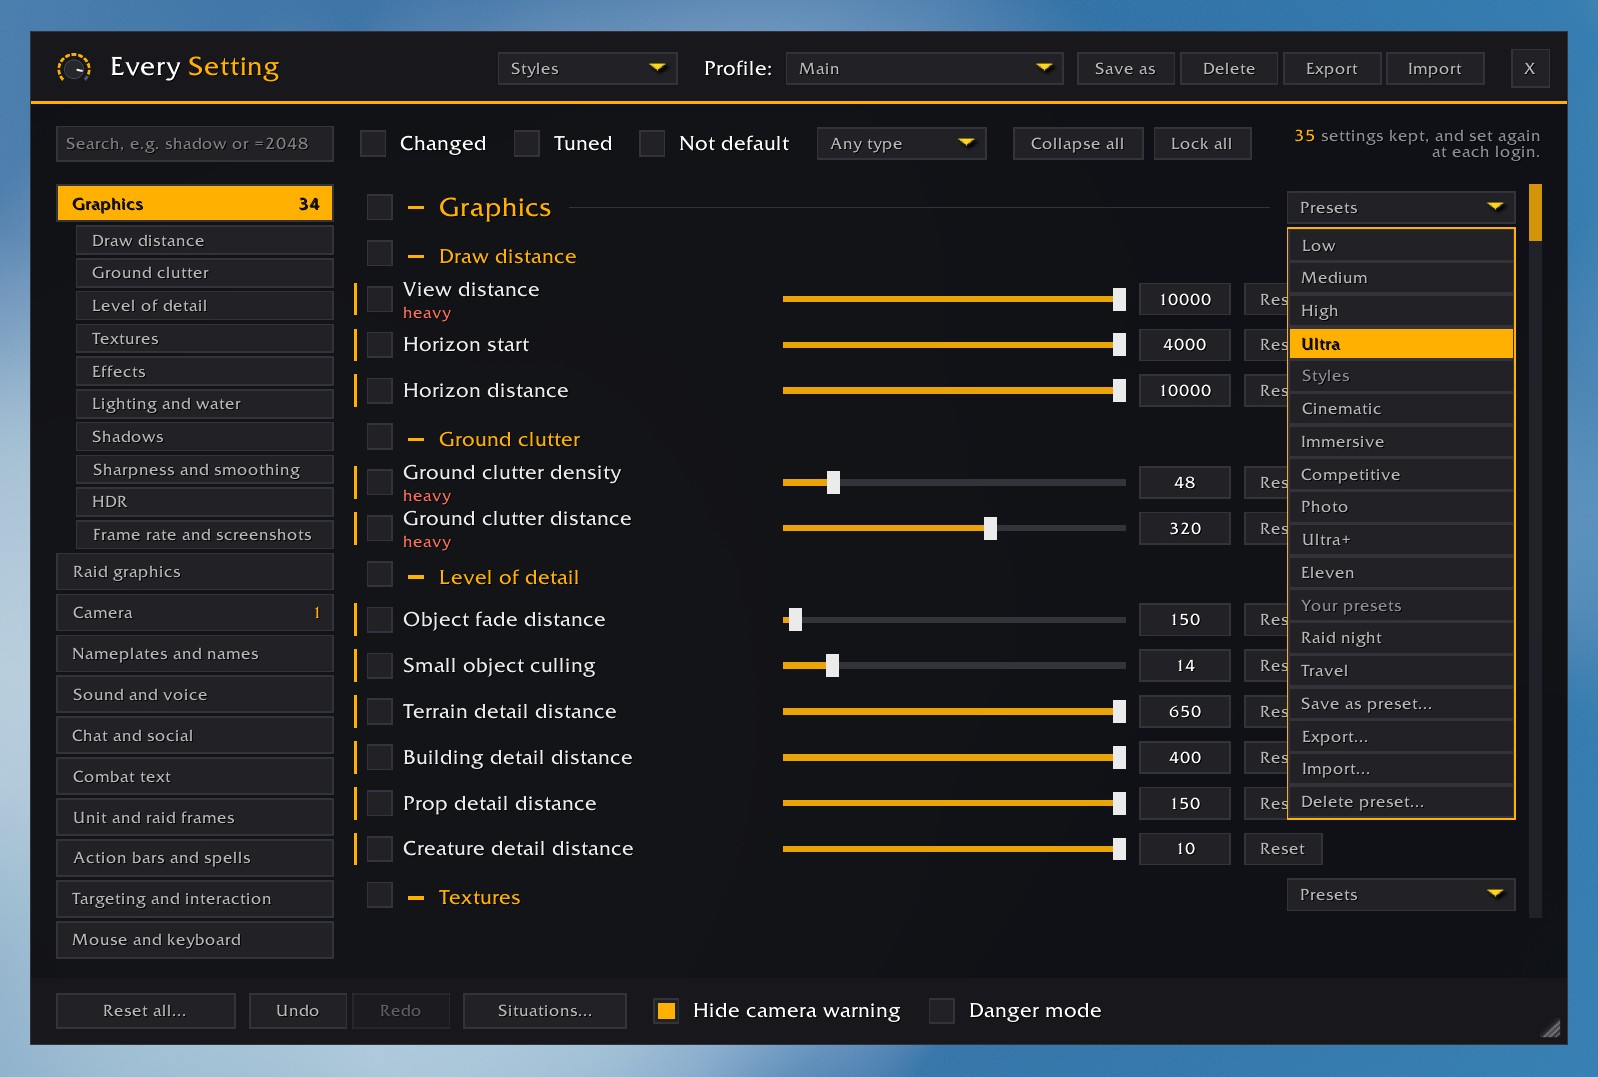 Every Setting
Styles
Profile:
Main
Save as
Delete
Export
Import
X
Search, e.g. shadow or =2048
Changed
Tuned
Not default
Any type
Collapse all
Lock all
35 settings kept, and set again
at each login.
Graphics 34
Draw distance
Ground clutter
Level of detail
Textures
Effects
Lighting and water
Shadows
Sharpness and smoothing
HDR
Frame rate and screenshots
Raid graphics
Camera 1
Nameplates and names
Sound and voice
Chat and social
Combat text
Unit and raid frames
Action bars and spells
Targeting and interaction
Mouse and keyboard
Graphics
Draw distance
View distance
heavy
10000
Res
Horizon start
4000
Res
Horizon distance
10000
Res
Ground clutter
Ground clutter density
heavy
48
Res
Ground clutter distance
heavy
320
Res
Level of detail
Object fade distance
150
Res
Small object culling
14
Res
Terrain detail distance
650
Res
Building detail distance
400
Res
Prop detail distance
150
Res
Creature detail distance
10
Reset
Textures
Presets
Presets
Low
Medium
High
Ultra
Styles
Cinematic
Immersive
Competitive
Photo
Ultra+
Eleven
Your presets
Raid night
Travel
Save as preset...
Export...
Import...
Delete preset...
Reset all...
Undo
Redo
Situations...
Hide camera warning
Danger mode